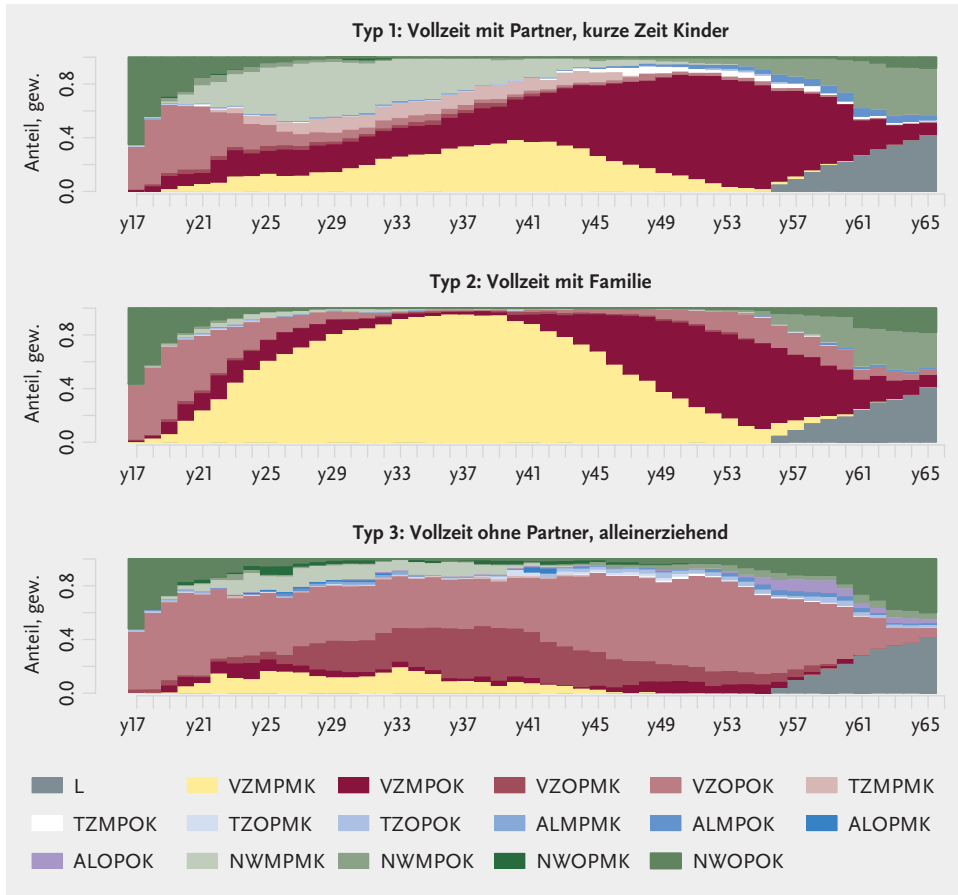 Typ 1: Vollzeit mit Partner, kurze Zeit Kinder
Anteil, gew.
0.8
0.4
0.0
y17 y21 y25 y29 y33 y37 y41 y45 y49 y53 y57 y61 y65
Typ 2: Vollzeit mit Familie
Anteil, gew.
0.8
0.4
0.0
y17 y21 y25 y29 y33 y37 y41 y45 y49 y53 y57 y61 y65
Typ 3: Vollzeit ohne Partner, alleinerziehend
Anteil, gew.
0.8
0.4
0.0
y17 y21 y25 y29 y33 y37 y41 y45 y49 y53 y57 y61 y65
L VZMPMK VZMPOK VZOPMK VZOPOK TZMPMK
TZMPOK TZOPMK TZOPOK ALMPMK ALMPOK ALOPMK
ALOPOK NWMPMK NWMPOK NWOPMK NWOPOK